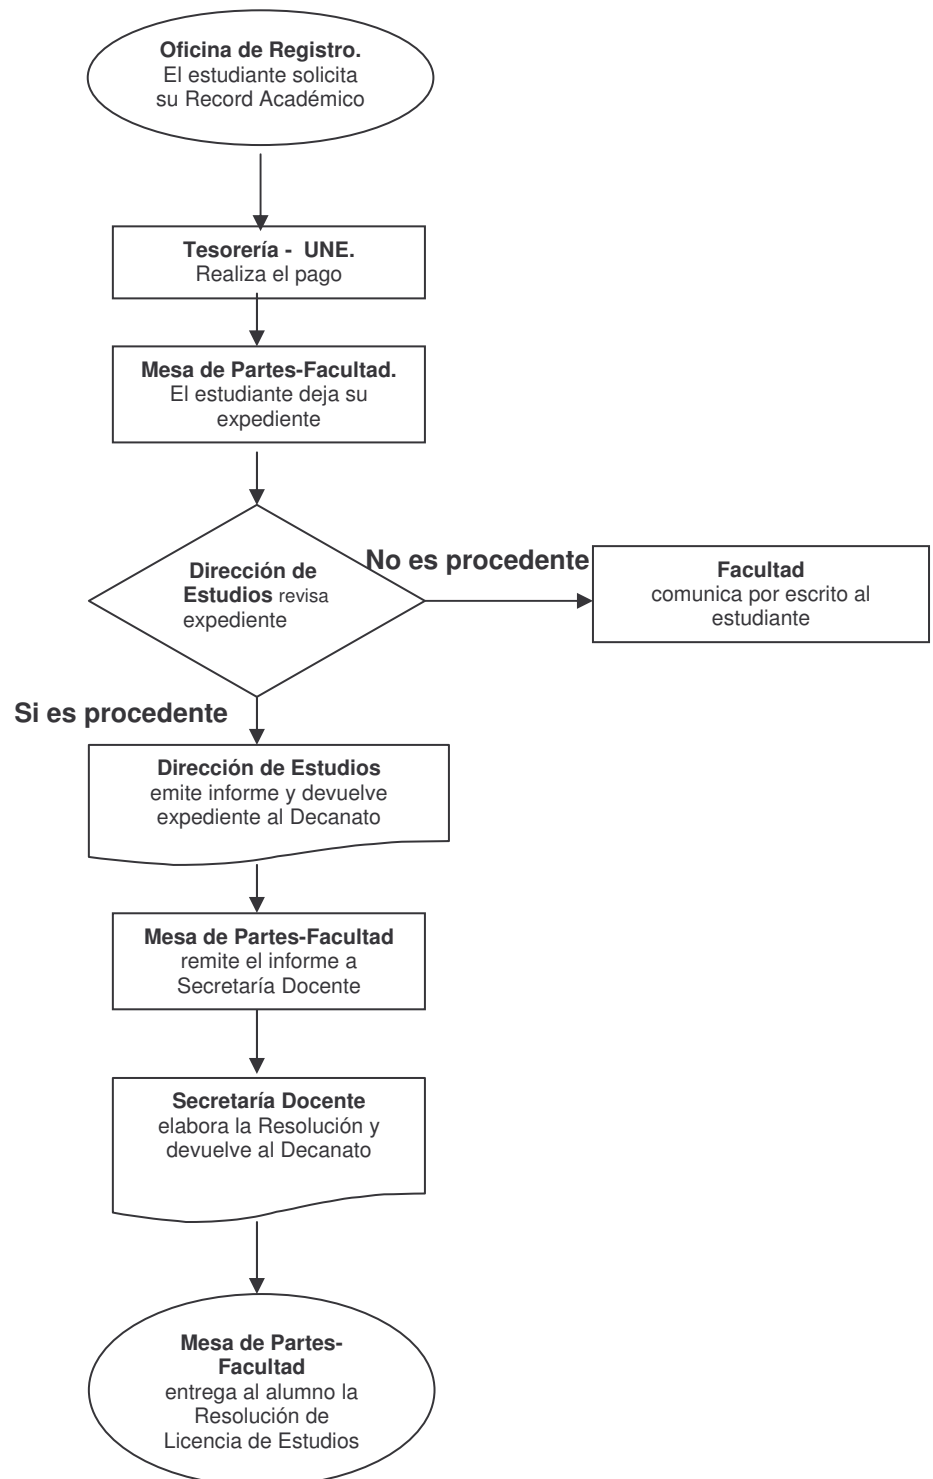 Oficina de Registro.
El estudiante solicita
su Record Académico
Tesorería -  UNE.
Realiza el pago
Mesa de Partes-Facultad.
El estudiante deja su
expediente
Dirección de
Estudios revisa
expediente
No es procedente
Facultad
comunica por escrito al
estudiante
Si es procedente
Dirección de Estudios
emite informe y devuelve
expediente al Decanato
Mesa de Partes-Facultad
remite el informe a
Secretaría Docente
Secretaría Docente
elabora la Resolución y
devuelve al Decanato
Mesa de Partes-
Facultad
entrega al alumno la
Resolución de
Licencia de Estudios